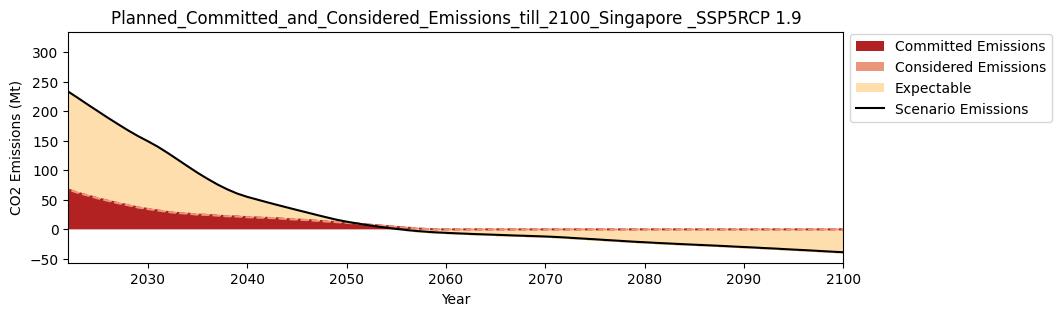 Planned_Committed_and_Considered_Emissions_till_2100_Singapore _SSP5RCP 1.9
CO2 Emissions (Mt)
300
250
200
150
100
50
0
−50
2030 2040 2050 2060 2070 2080 2090 2100
Year
Committed Emissions
Considered Emissions
Expectable
Scenario Emissions